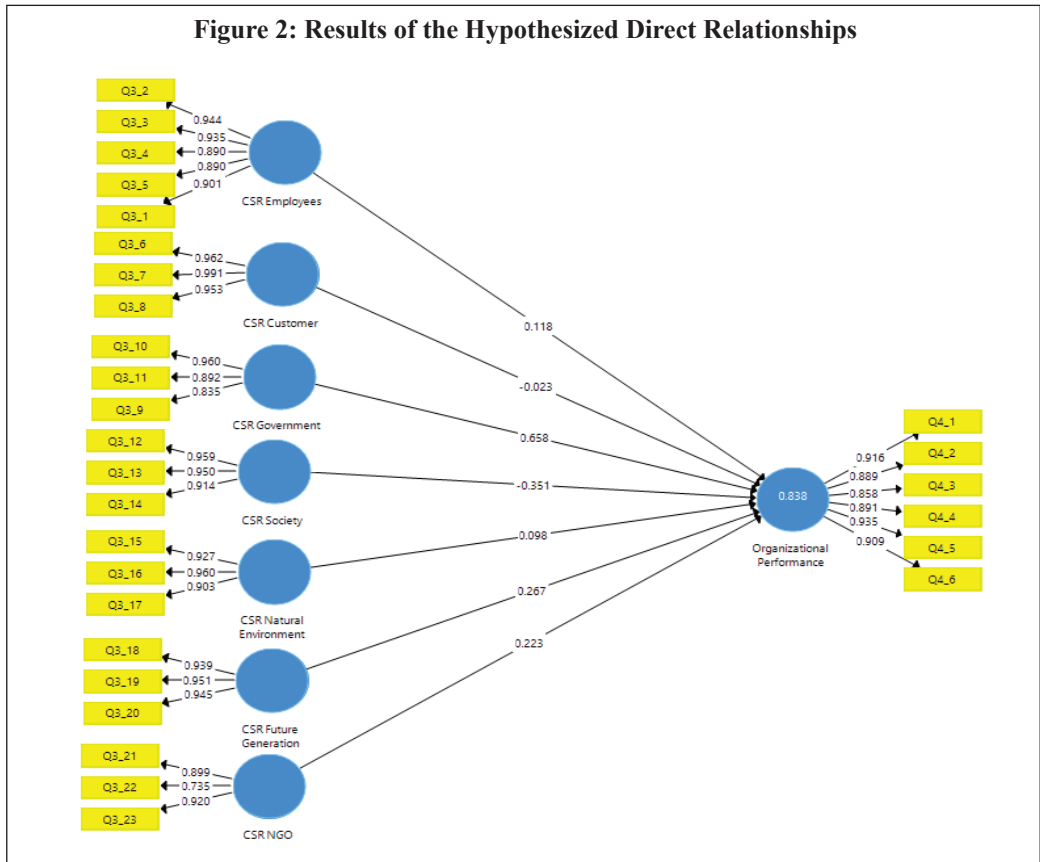 Figure 2: Results of the Hypothesized Direct Relationships
Q3_2
Q3_3
Q3_4
Q3_5
Q3_1
0.944
0.935
0.890
0.890
0.901
CSR Employees
Q3_6
Q3_7
Q3_8
0.962
0.991
0.953
CSR Customer
Q3_10
Q3_11
Q3_9
0.960
0.892
0.835
CSR Government
Q3_12
Q3_13
Q3_14
0.959
0.950
0.914
CSR Society
Q3_15
Q3_16
Q3_17
0.927
0.960
0.903
CSR Natural
Environment
Q3_18
Q3_19
Q3_20
0.939
0.951
0.945
CSR Future
Generation
Q3_21
Q3_22
Q3_23
0.899
0.735
0.920
CSR NGO
0.118
-0.023
0.658
-0.351
0.098
0.267
0.223
0.838
Organizational
Performance
0.916
0.889
0.858
0.891
0.935
0.909
Q4_1
Q4_2
Q4_3
Q4_4
Q4_5
Q4_6